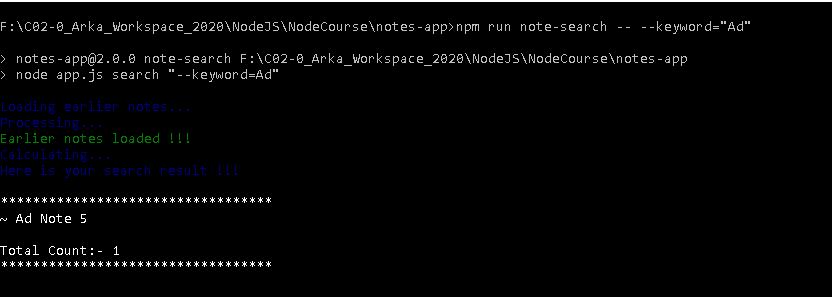 F:\C02-0_Arka_Workspace_2020\NodeJS\NodeCourse\notes-app>npm run note-search -- --keyword="Ad"
> notes-app@2.0.0 note-search F:\C02-0_Arka_Workspace_2020\NodeJS\NodeCourse\notes-app
> node app.js search "--keyword=Ad"
Loading earlier notes...
Processing...
Earlier notes loaded !!!
Calculating...
Here is your search result !!!
**********************************
~ Ad Note 5
Total Count:- 1
**********************************